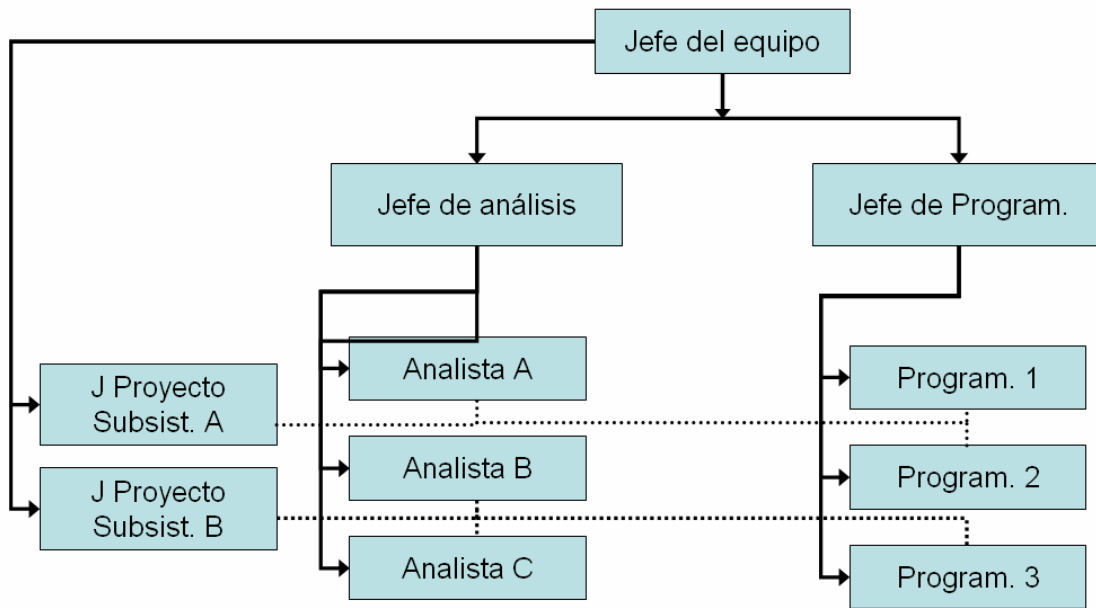 Jefe del equipo
Jefe de análisis
Jefe de Program.
J Proyecto
Subsist. A
J Proyecto
Subsist. B
Analista A
Analista B
Analista C
Program. 1
Program. 2
Program. 3